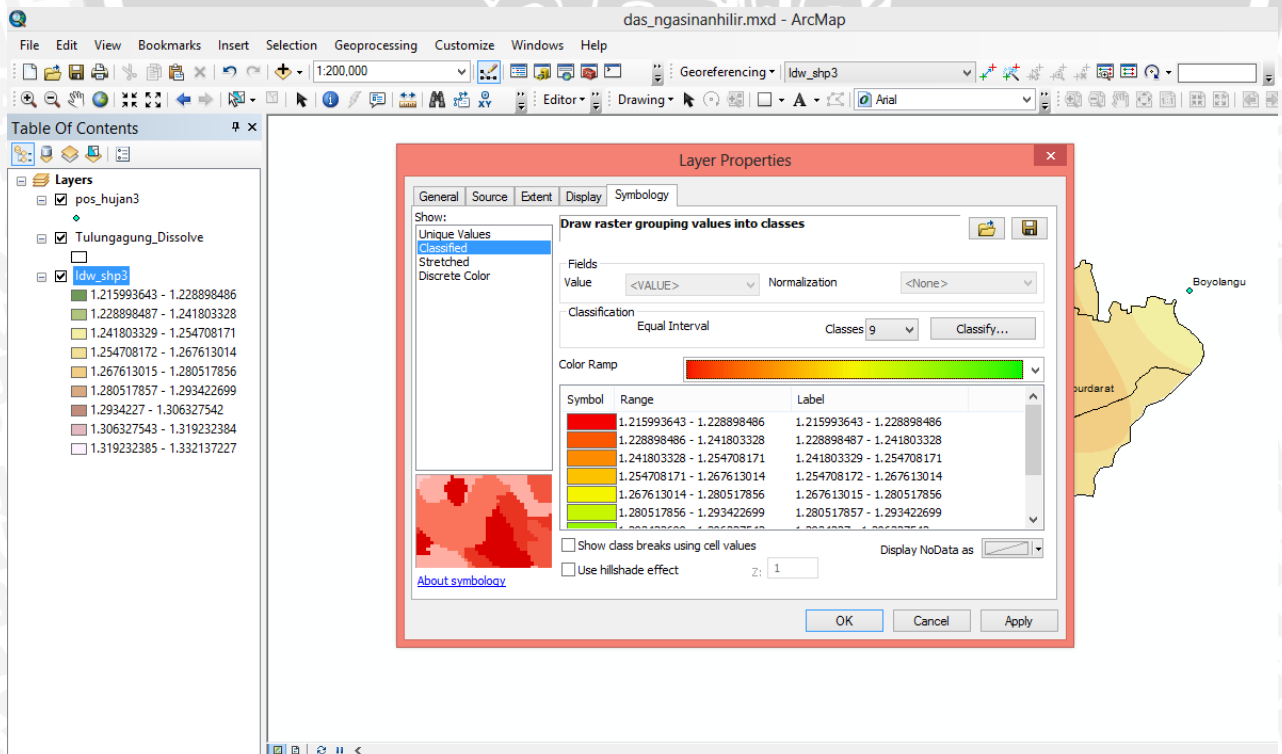 das_ngasinanhilir.mxd - ArcMap
File Edit View Bookmarks Insert Selection Geoprocessing Customize Windows Help
1:200,000 Georeferencing Idw_shp3
Editor Drawing A Arial
Table Of Contents
Layers
pos_hujan3
Tulungagung_Dissolve
Idw_shp3
1.215993643 - 1.228898486
1.228898487 - 1.241803328
1.241803329 - 1.254708171
1.254708172 - 1.267613014
1.267613015 - 1.280517856
1.280517857 - 1.293422699
1.2934227 - 1.306327542
1.306327543 - 1.319232384
1.319232385 - 1.332137227
Layer Properties
General Source Extent Display Symbology
Show:
Unique Values
Classified
Stretched
Discrete Color
About symbology
Draw raster grouping values into classes
Fields
Value <VALUE> Normalization <None>
Classification
Equal Interval Classes 9 Classify...
Color Ramp
Symbol Range Label
1.215993643 - 1.228898486 1.215993643 - 1.228898486
1.228898486 - 1.241803328 1.228898487 - 1.241803328
1.241803328 - 1.254708171 1.241803329 - 1.254708171
1.254708171 - 1.267613014 1.254708172 - 1.267613014
1.267613014 - 1.280517856 1.267613015 - 1.280517856
1.280517856 - 1.293422699 1.280517857 - 1.293422699
Show class breaks using cell values Display NoData as
Use hillshade effect Z: 1
OK Cancel Apply
Boyolangu
ourdarat